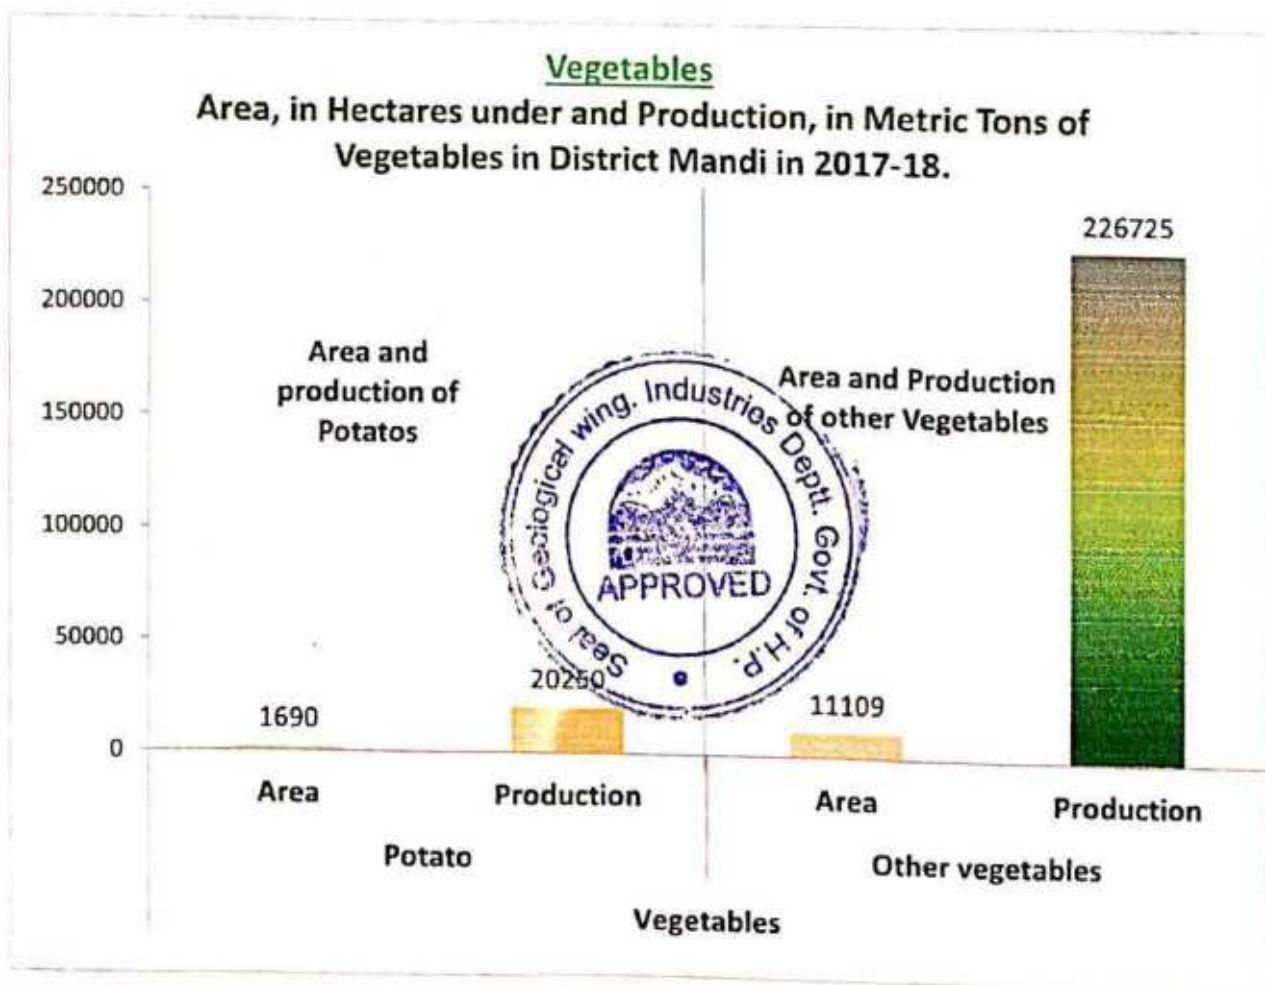 Vegetables
Area, in Hectares under and Production, in Metric Tons of
Vegetables in District Mandi in 2017-18.
250000
200000
150000
100000
50000
0
Area and
production of
Potatos
Area and Production
of other Vegetables
1690
20250
11109
226725
Seal of Geological wing. Industries Deptt. Govt. of H.P.
APPROVED
Area
Production
Area
Production
Potato
Other vegetables
Vegetables